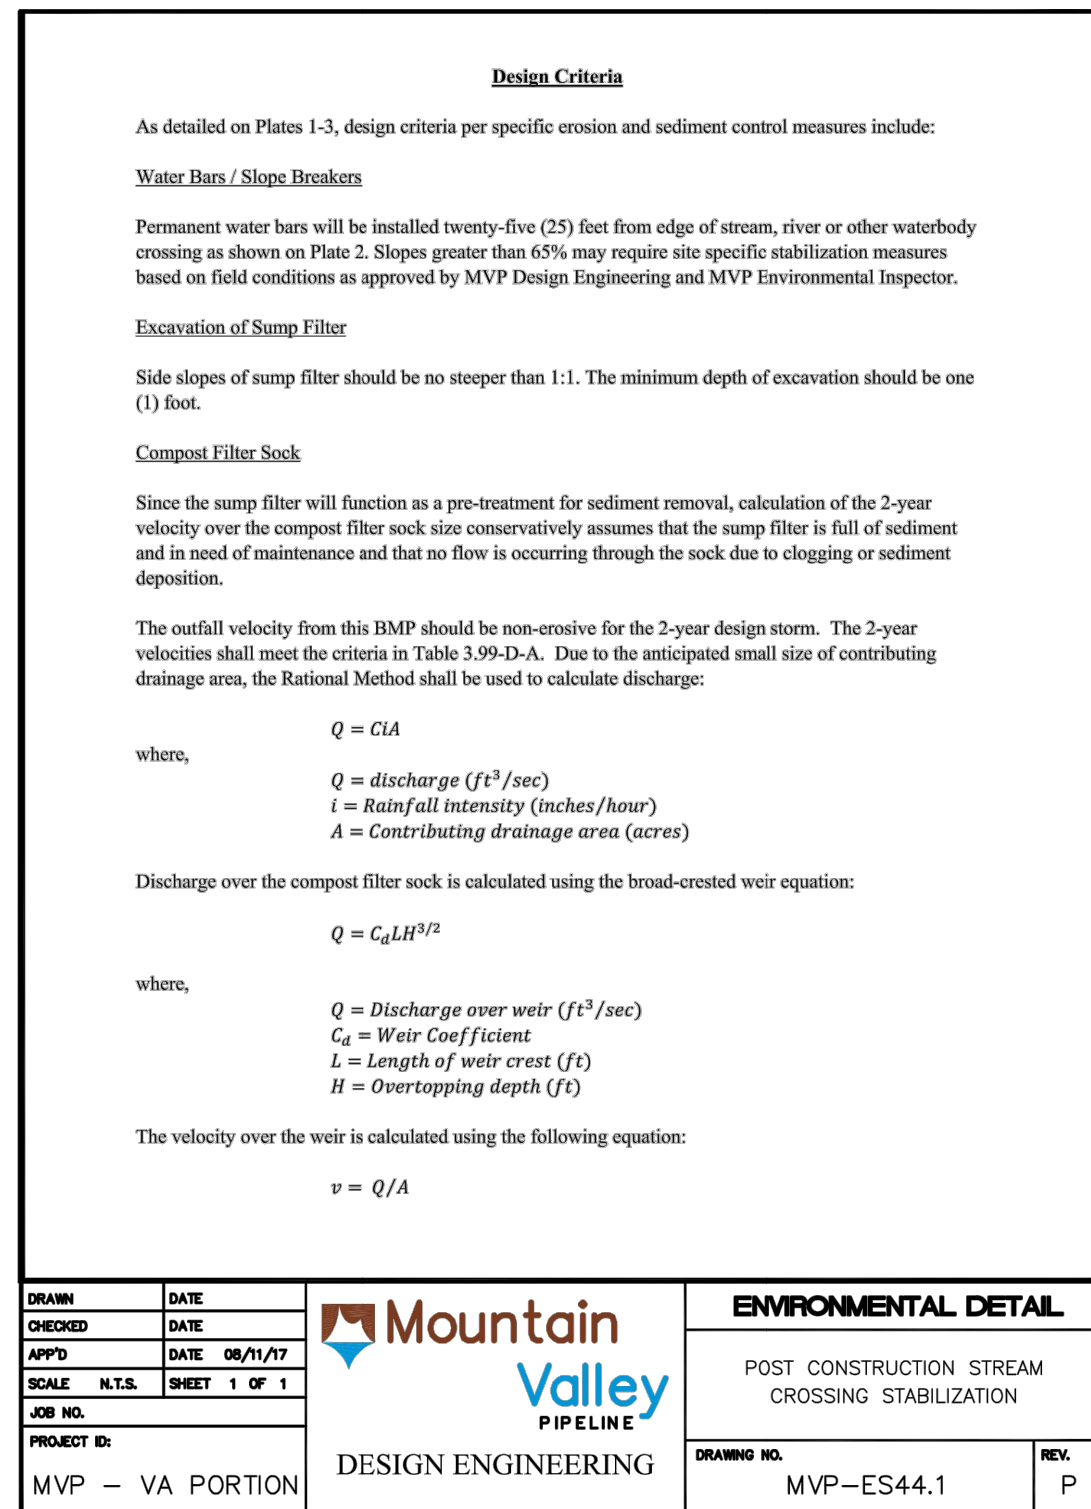 Design Criteria
As detailed on Plates 1-3, design criteria per specific erosion and sediment control measures include:
Water Bars / Slope Breakers
Permanent water bars will be installed twenty-five (25) feet from edge of stream, river or other waterbody
crossing as shown on Plate 2. Slopes greater than 65% may require site specific stabilization measures
based on field conditions as approved by MVP Design Engineering and MVP Environmental Inspector.
Excavation of Sump Filter
Side slopes of sump filter should be no steeper than 1:1. The minimum depth of excavation should be one
(1) foot.
Compost Filter Sock
Since the sump filter will function as a pre-treatment for sediment removal, calculation of the 2-year
velocity over the compost filter sock size conservatively assumes that the sump filter is full of sediment
and in need of maintenance and that no flow is occurring through the sock due to clogging or sediment
deposition.
The outfall velocity from this BMP should be non-erosive for the 2-year design storm. The 2-year
velocities shall meet the criteria in Table 3.99-D-A. Due to the anticipated small size of contributing
drainage area, the Rational Method shall be used to calculate discharge:
Q = CiA
where,
Q = discharge (ft³/sec)
i = Rainfall intensity (inches/hour)
A = Contributing drainage area (acres)
Discharge over the compost filter sock is calculated using the broad-crested weir equation:
Q = C_dLH^{3/2}
where,
Q = Discharge over weir (ft³/sec)
C_d = Weir Coefficient
L = Length of weir crest (ft)
H = Overtopping depth (ft)
The velocity over the weir is calculated using the following equation:
v = Q/A
DRAWN DATE
CHECKED DATE
APP'D DATE 08/11/17
SCALE N.T.S. SHEET 1 OF 1
JOB NO.
PROJECT ID:
MVP – VA PORTION
Mountain
Valley
PIPELINE
DESIGN ENGINEERING
ENVIRONMENTAL DETAIL
POST CONSTRUCTION STREAM
CROSSING STABILIZATION
DRAWING NO.
MVP-ES44.1
REV.
P